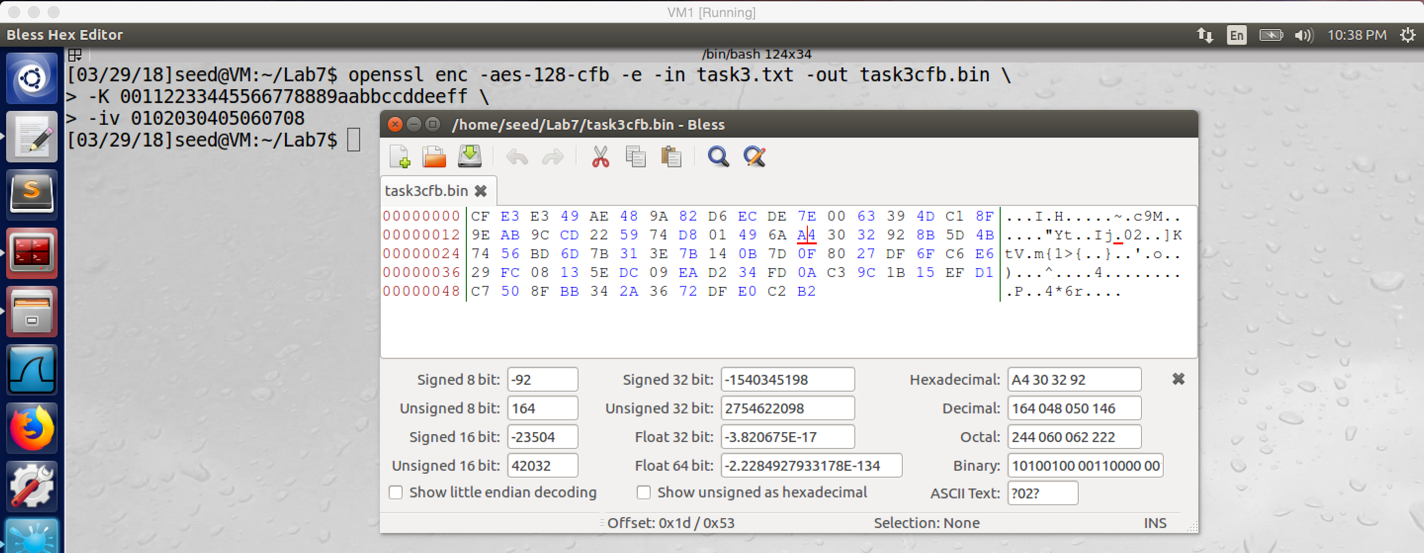 VM1 [Running]
Bless Hex Editor
En
10:38 PM
/bin/bash 124x34
[03/29/18]seed@VM:~/Lab7$ openssl enc -aes-128-cfb -e -in task3.txt -out task3cfb.bin \
> -K 00112233445566778889aabbccddeeff \
> -iv 0102030405060708
[03/29/18]seed@VM:~/Lab7$
/home/seed/Lab7/task3cfb.bin - Bless
task3cfb.bin
00000000 CF E3 E3 49 AE 48 9A 82 D6 EC DE 7E 00 63 39 4D C1 8F ...I.H.....~.c9M..
00000012 9E AB 9C CD 22 59 74 D8 01 49 6A A4 30 32 92 8B 5D 4B ...."Yt..Ij.02..]K
00000024 74 56 BD 6D 7B 31 3E 7B 14 0B 7D 0F 80 27 DF 6F C6 E6 tV.m{1>{..}..'.o..
00000036 29 FC 08 13 5E DC 09 EA D2 34 FD 0A C3 9C 1B 15 EF D1 )...^....4........
00000048 C7 50 8F BB 34 2A 36 72 DF E0 C2 B2 .P..4*6r....
Signed 8 bit: -92 Signed 32 bit: -1540345198 Hexadecimal: A4 30 32 92
Unsigned 8 bit: 164 Unsigned 32 bit: 2754622098 Decimal: 164 048 050 146
Signed 16 bit: -23504 Float 32 bit: -3.820675E-17 Octal: 244 060 062 222
Unsigned 16 bit: 42032 Float 64 bit: -2.2284927933178E-134 Binary: 10100100 00110000 00
Show little endian decoding Show unsigned as hexadecimal ASCII Text: ?02?
Offset: 0x1d / 0x53 Selection: None INS